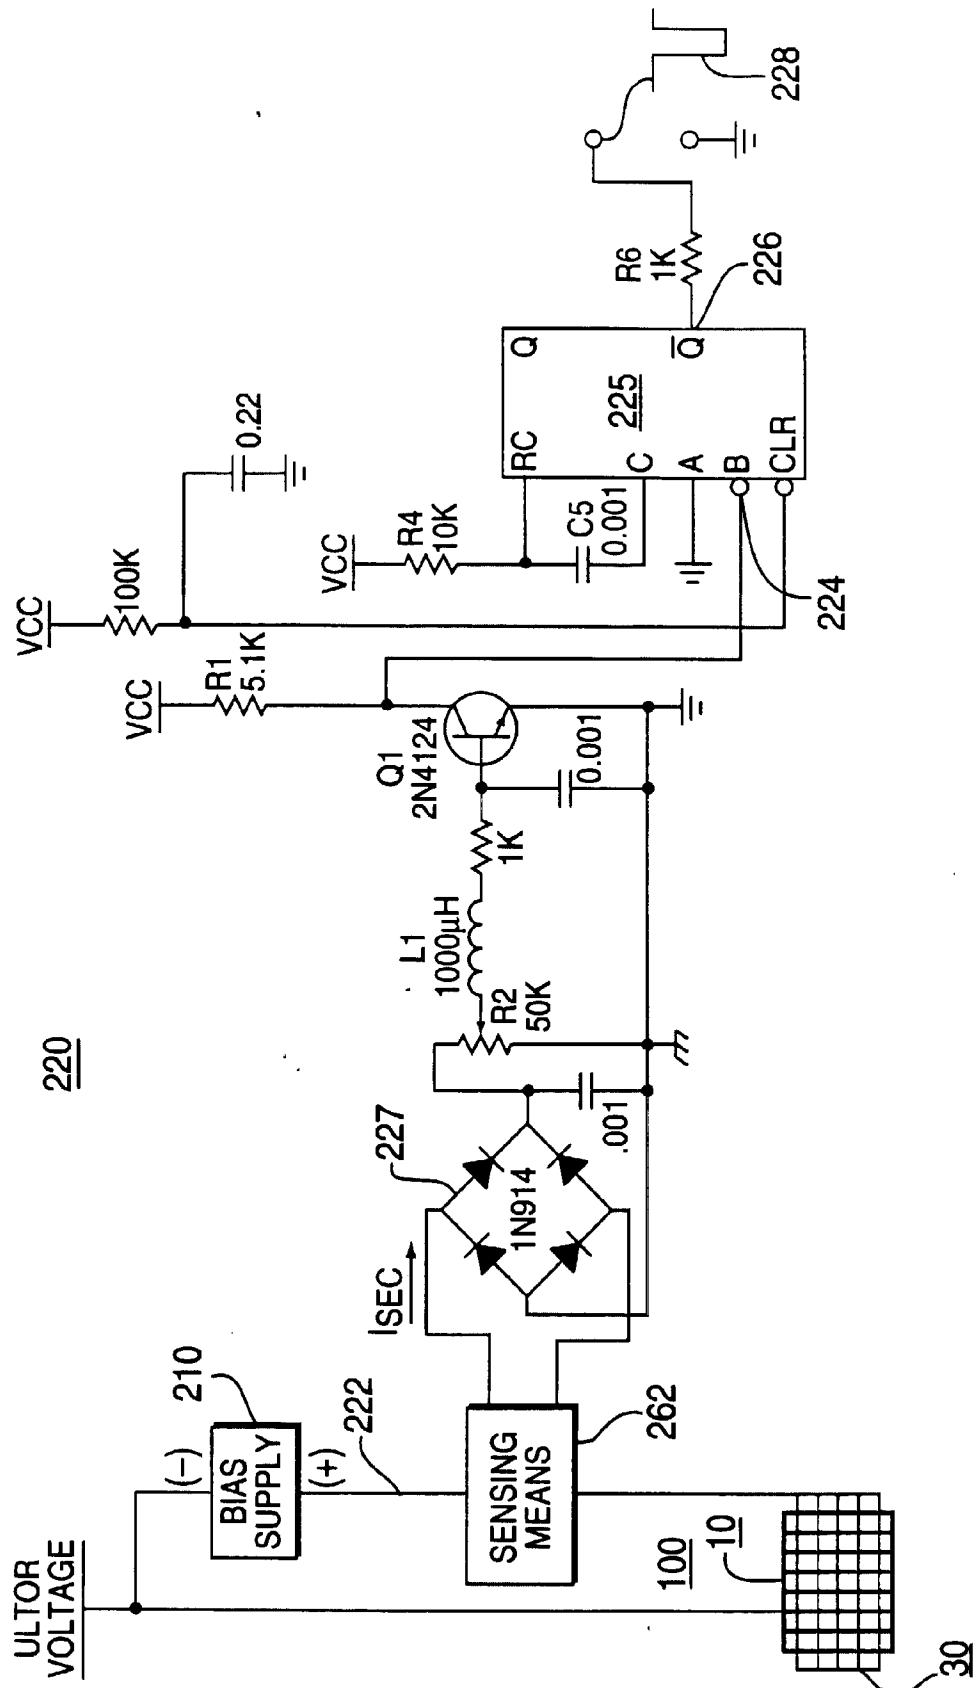 220
ULTOR
VOLTAGE
(-)
210
BIAS
SUPPLY
(+)
222
SENSING
MEANS
262
100
10
30
ISEC
227
1N914
.001
R2
50K
L1
1000µH
1K
Q1
2N4124
0.001
VCC
R1
5.1K
VCC
100K
0.22
VCC
R4
10K
C5
0.001
RC
C
A
B
CLR
Q
Q̅
225
224
226
R6
1K
228